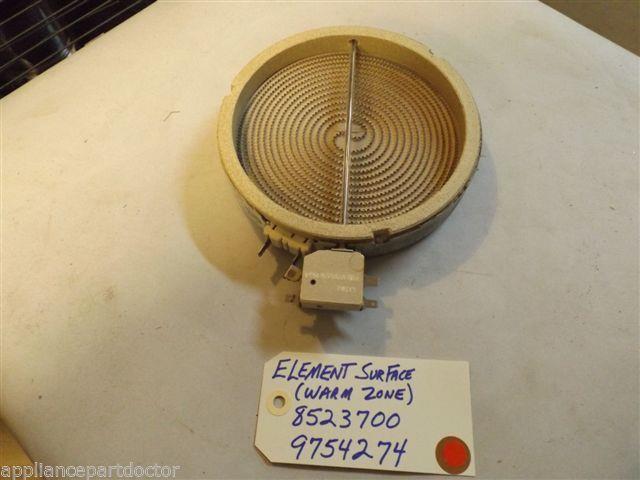 ELEMENT SURFACE
(WARM ZONE)
8523700
9754274
appliancepartdoctor